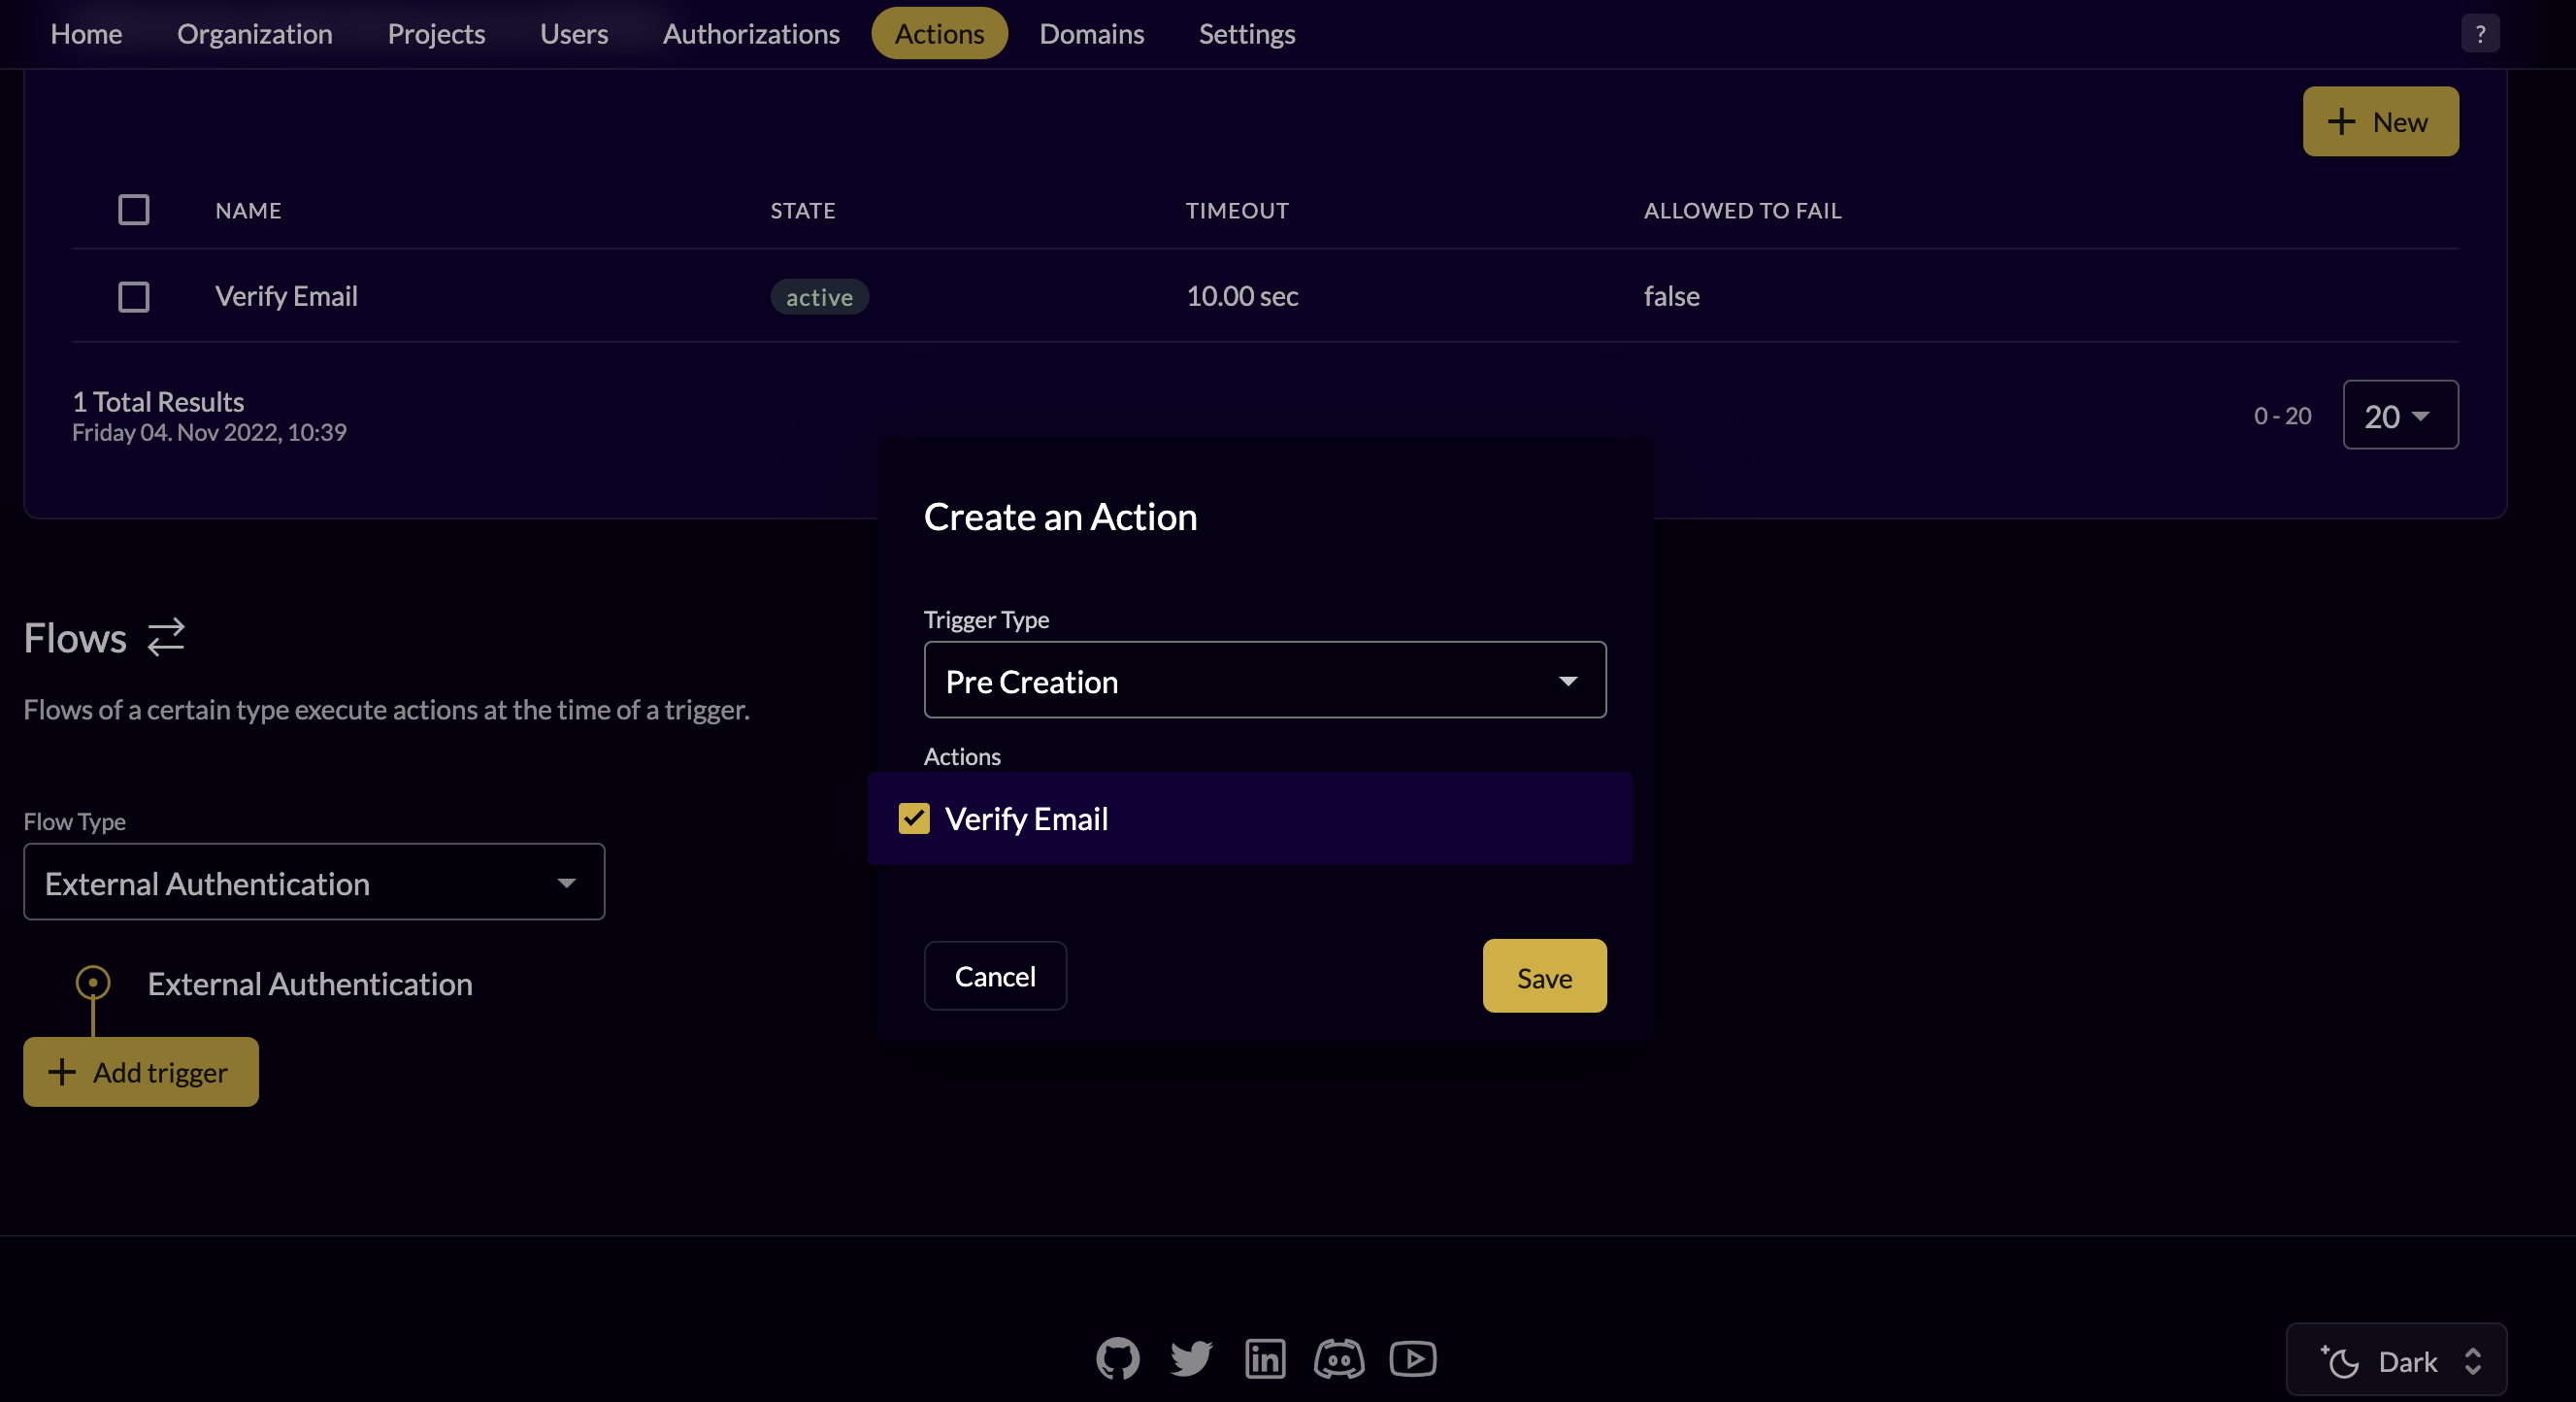 Home Organization Projects Users Authorizations Actions Domains Settings ?
+ New
NAME STATE TIMEOUT ALLOWED TO FAIL
Verify Email active 10.00 sec false
1 Total Results
Friday 04. Nov 2022, 10:39
0 - 20 20
Create an Action
Trigger Type
Pre Creation
Actions
Verify Email
Cancel Save
Flows
Flows of a certain type execute actions at the time of a trigger.
Flow Type
External Authentication
External Authentication
+ Add trigger
in
Dark